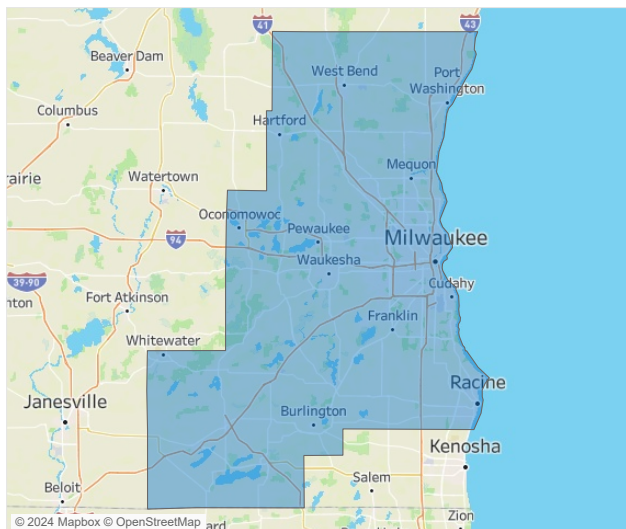 41
43
Beaver Dam
West Bend
Port
Washington
Columbus
Hartford
Mequon
rairie
Watertown
Oconomowoc
Pewaukee
94
Milwaukee
Waukesha
39-90
nton
Fort Atkinson
Cudahy
Franklin
Whitewater
Racine
Janesville
Burlington
Kenosha
Salem
Beloit
Zion
© 2024 Mapbox © OpenStreetMap
ard